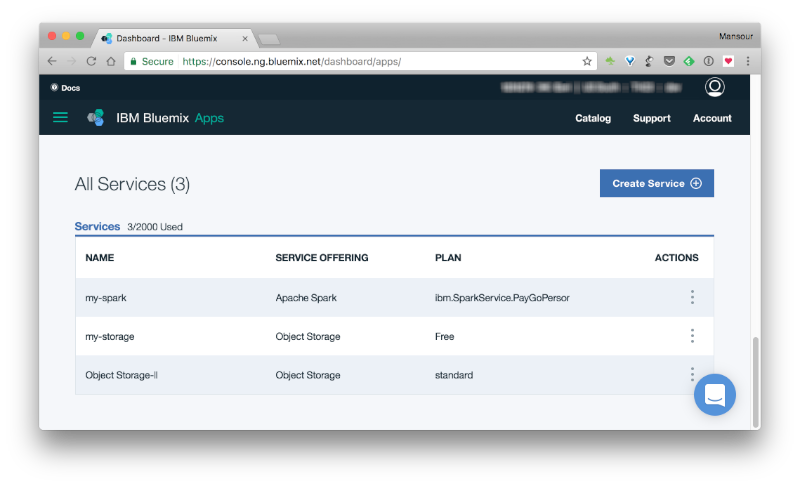 Dashboard - IBM Bluemix
Mansour
Secure https://console.ng.bluemix.net/dashboard/apps/
Docs
IBM Bluemix Apps Catalog Support Account
All Services (3) Create Service
Services 3/2000 Used
NAME SERVICE OFFERING PLAN ACTIONS
my-spark Apache Spark ibm.SparkService.PayGoPersor
my-storage Object Storage Free
Object Storage-II Object Storage standard